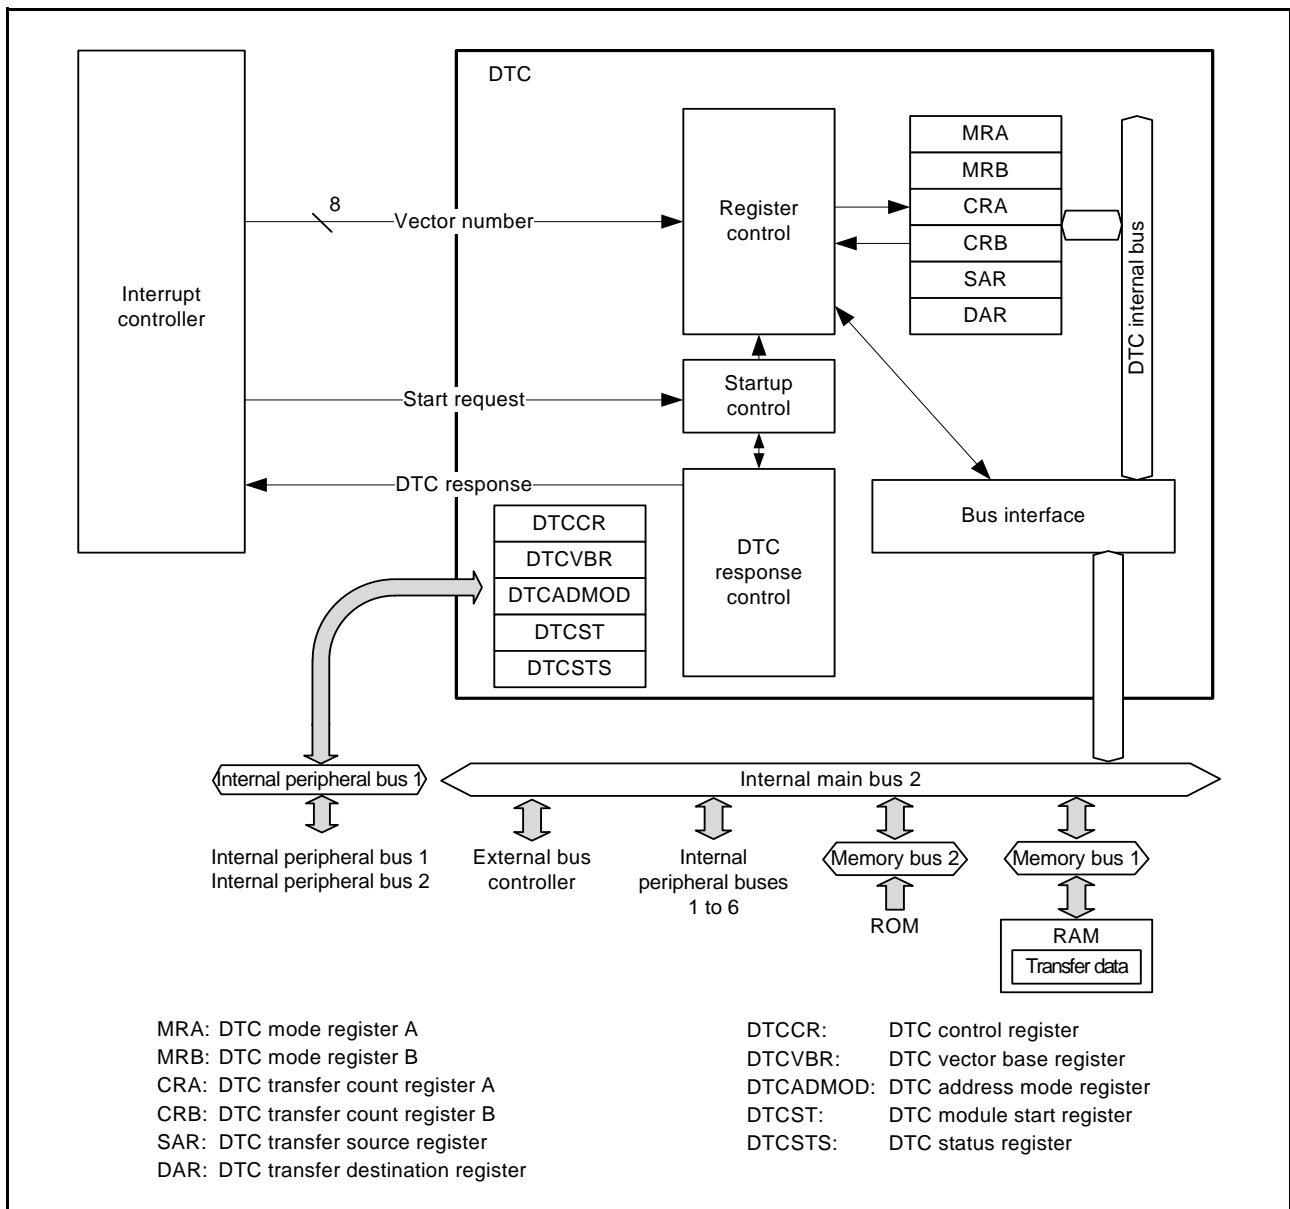 DTC
Interrupt
controller
8
Vector number
Start request
DTC response
Register
control
Startup
control
DTC
response
control
MRA
MRB
CRA
CRB
SAR
DAR
DTC internal bus
Bus interface
DTCCR
DTCVBR
DTCADMOD
DTCST
DTCSTS
Internal peripheral bus 1
Internal main bus 2
Internal peripheral bus 1
Internal peripheral bus 2
External bus
controller
Internal
peripheral buses
1 to 6
Memory bus 2
ROM
Memory bus 1
RAM
Transfer data
MRA: DTC mode register A
MRB: DTC mode register B
CRA: DTC transfer count register A
CRB: DTC transfer count register B
SAR: DTC transfer source register
DAR: DTC transfer destination register
DTCCR: DTC control register
DTCVBR: DTC vector base register
DTCADMOD: DTC address mode register
DTCST: DTC module start register
DTCSTS: DTC status register